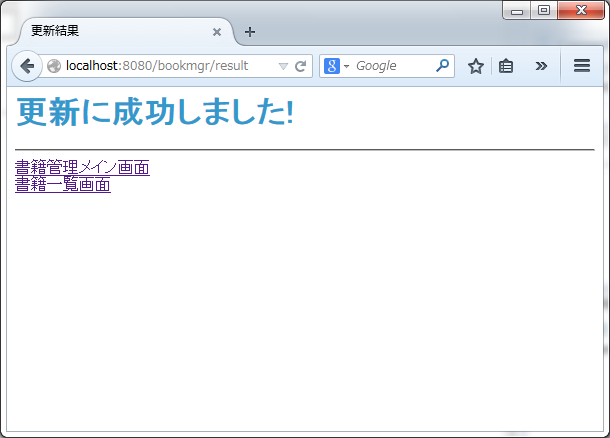 更新結果
localhost:8080/bookmgr/result
Google
更新に成功しました!
書籍管理メイン画面
書籍一覧画面